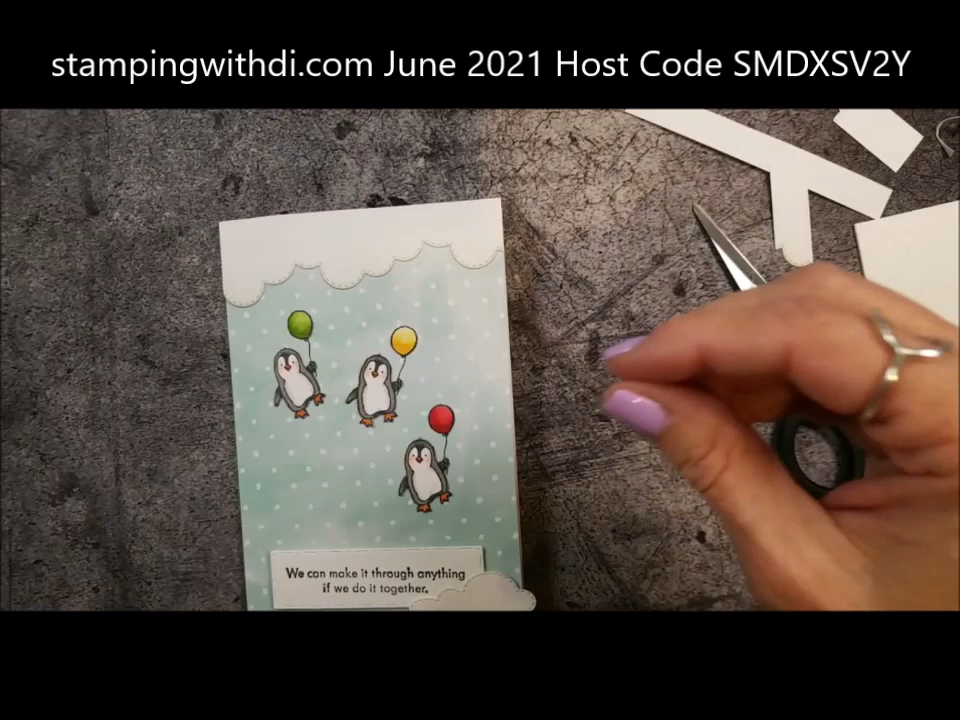 stampingwithdi.com June 2021 Host Code SMDXSV2Y
We can make it through anything
if we do it together.